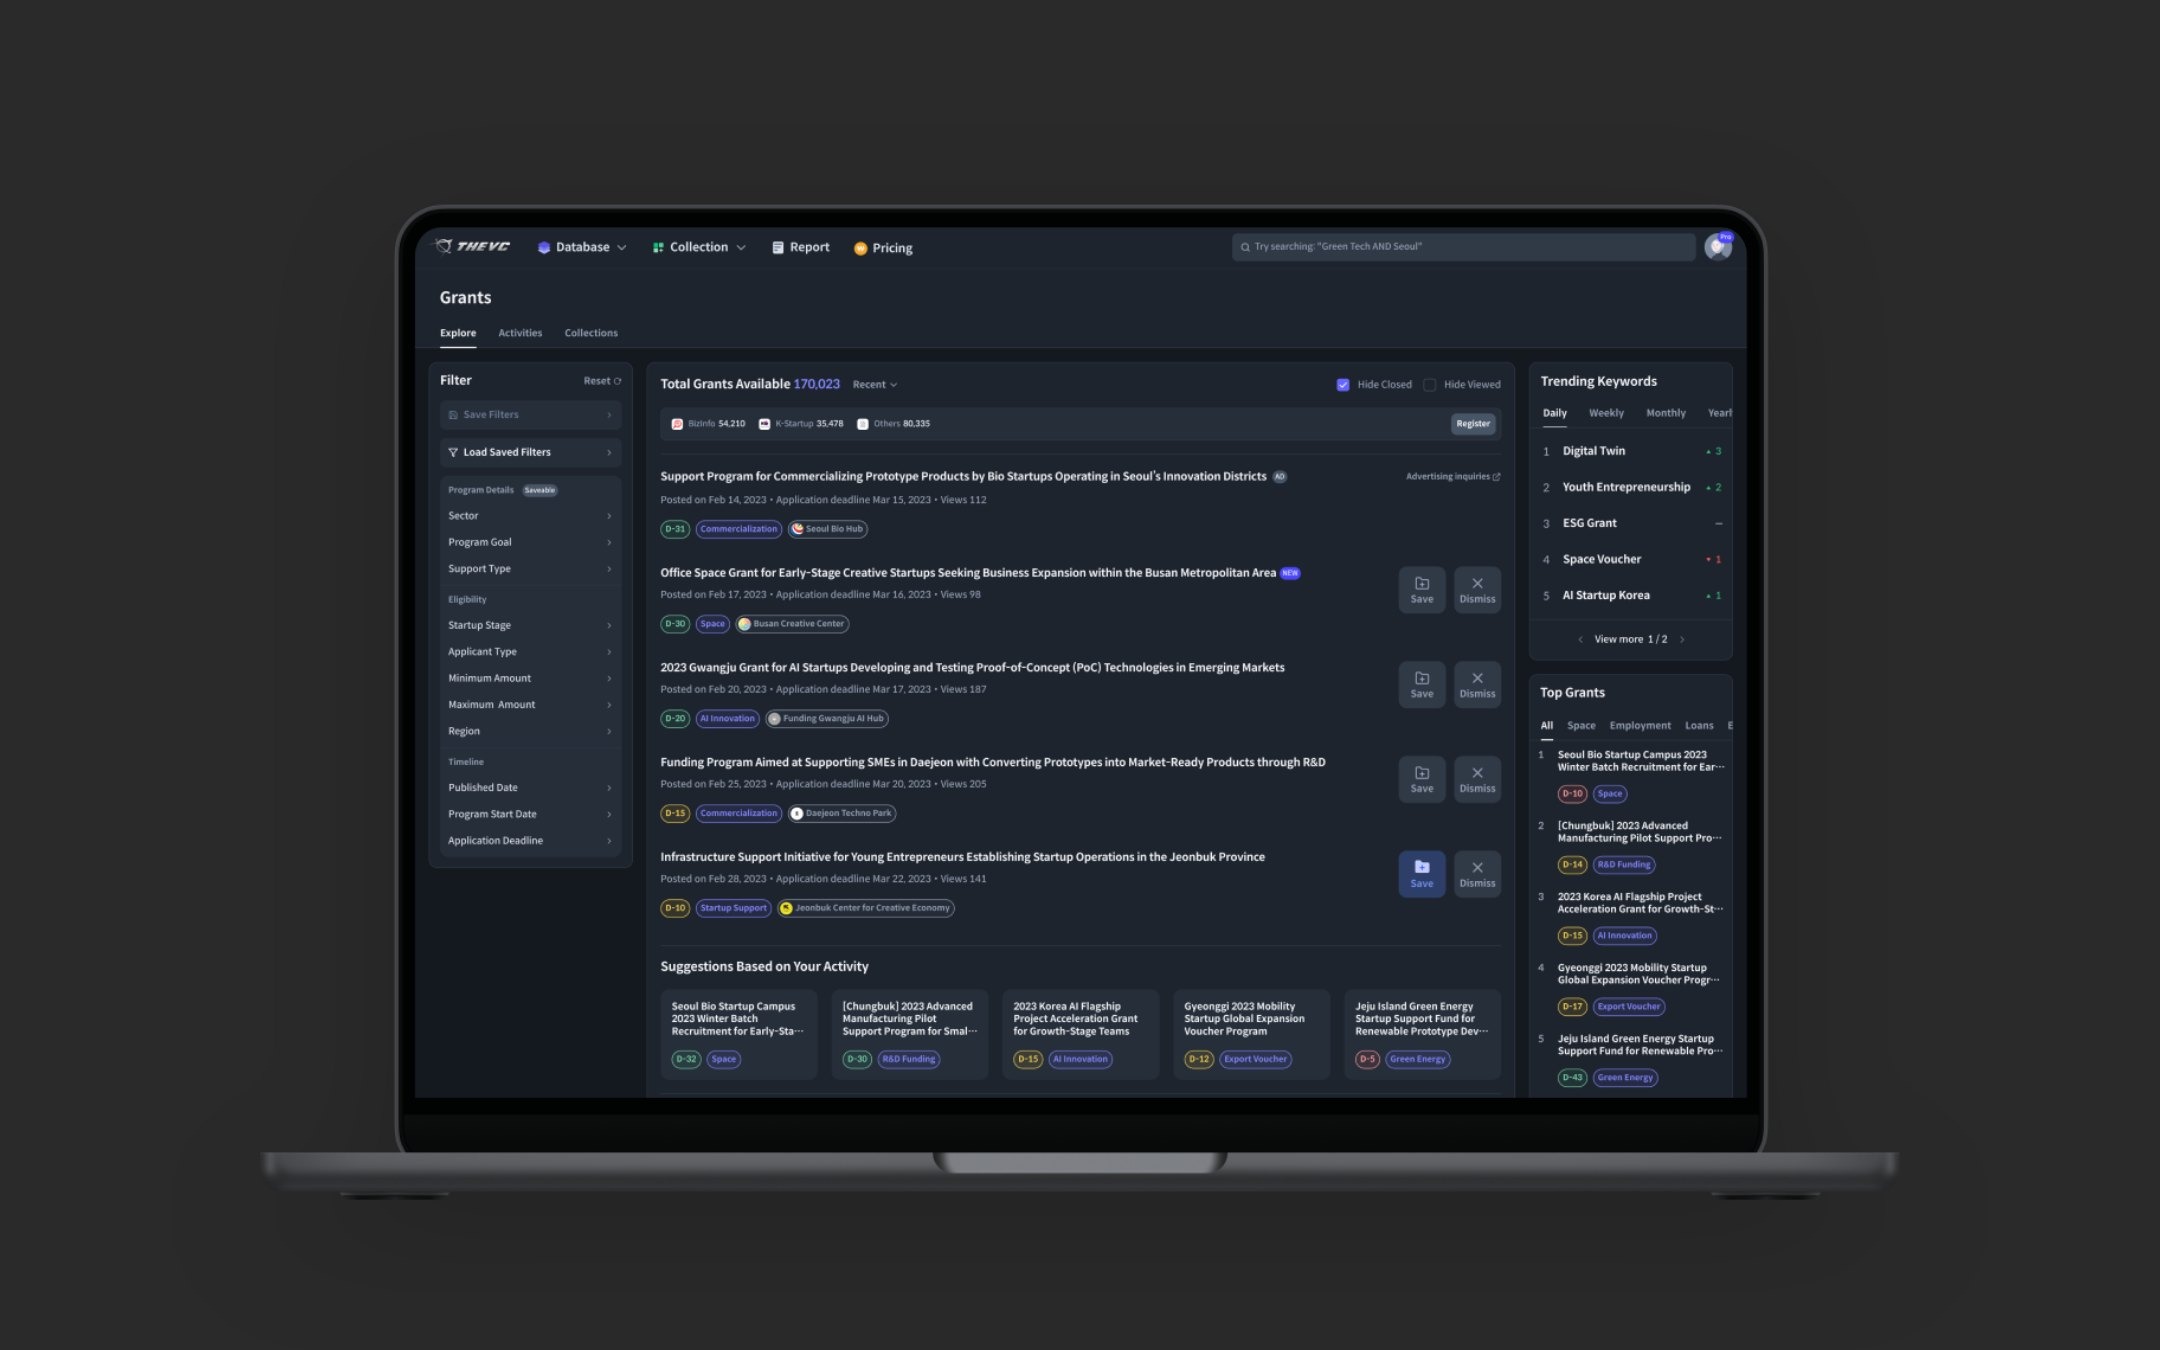 THEVC
Database
Collection
Report
Pricing
Try searching: "Green Tech AND Seoul"
Pro
Grants
Explore
Activities
Collections
Filter
Reset
Save Filters
Load Saved Filters
Program Details
Saveable
Sector
Program Goal
Support Type
Eligibility
Startup Stage
Applicant Type
Minimum Amount
Maximum Amount
Region
Timeline
Published Date
Program Start Date
Application Deadline
Total Grants Available 170,023
Recent
Hide Closed
Hide Viewed
BizInfo 54,210
K-Startup 35,478
Others 80,335
Register
Support Program for Commercializing Prototype Products by Bio Startups Operating in Seoul's Innovation Districts AD
Advertising inquiries
Posted on Feb 14, 2023 • Application deadline Mar 15, 2023 • Views 112
D-31
Commercialization
Seoul Bio Hub
Office Space Grant for Early-Stage Creative Startups Seeking Business Expansion within the Busan Metropolitan Area NEW
Posted on Feb 17, 2023 • Application deadline Mar 16, 2023 • Views 98
D-30
Space
Busan Creative Center
Save
Dismiss
2023 Gwangju Grant for AI Startups Developing and Testing Proof-of-Concept (PoC) Technologies in Emerging Markets
Posted on Feb 20, 2023 • Application deadline Mar 17, 2023 • Views 187
D-20
AI Innovation
Funding Gwangju AI Hub
Save
Dismiss
Funding Program Aimed at Supporting SMEs in Daejeon with Converting Prototypes into Market-Ready Products through R&D
Posted on Feb 25, 2023 • Application deadline Mar 20, 2023 • Views 205
D-15
Commercialization
Daejeon Techno Park
Save
Dismiss
Infrastructure Support Initiative for Young Entrepreneurs Establishing Startup Operations in the Jeonbuk Province
Posted on Feb 28, 2023 • Application deadline Mar 22, 2023 • Views 141
D-10
Startup Support
Jeonbuk Center for Creative Economy
Save
Dismiss
Suggestions Based on Your Activity
Seoul Bio Startup Campus
2023 Winter Batch
Recruitment for Early-Sta···
D-32
Space
[Chungbuk] 2023 Advanced
Manufacturing Pilot
Support Program for Smal···
D-30
R&D Funding
2023 Korea AI Flagship
Project Acceleration Grant
for Growth-Stage Teams
D-15
AI Innovation
Gyeonggi 2023 Mobility
Startup Global Expansion
Voucher Program
D-12
Export Voucher
Jeju Island Green Energy
Startup Support Fund for
Renewable Prototype Dev···
D-5
Green Energy
Trending Keywords
Daily
Weekly
Monthly
Yearl
1 Digital Twin 3
2 Youth Entrepreneurship 2
3 ESG Grant –
4 Space Voucher 1
5 AI Startup Korea 1
View more 1 / 2
Top Grants
All
Space
Employment
Loans
E
1 Seoul Bio Startup Campus 2023
Winter Batch Recruitment for Ear···
D-10
Space
2 [Chungbuk] 2023 Advanced
Manufacturing Pilot Support Pro···
D-14
R&D Funding
3 2023 Korea AI Flagship Project
Acceleration Grant for Growth-St···
D-15
AI Innovation
4 Gyeonggi 2023 Mobility Startup
Global Expansion Voucher Progr···
D-17
Export Voucher
5 Jeju Island Green Energy Startup
Support Fund for Renewable Pro···
D-43
Green Energy